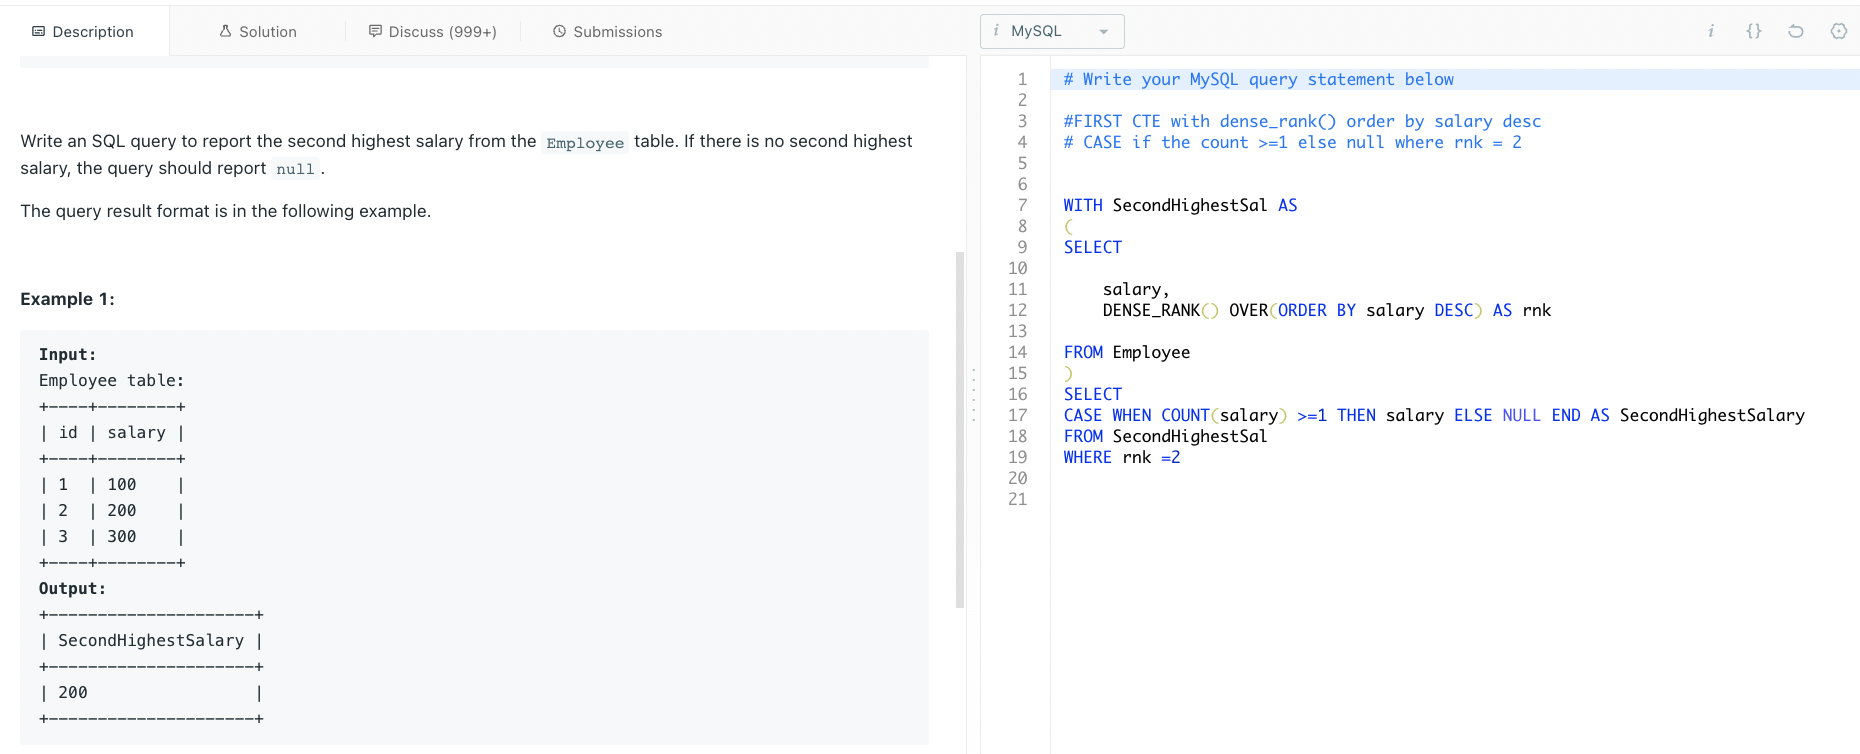 Description
Solution
Discuss (999+)
Submissions
Write an SQL query to report the second highest salary from the Employee table. If there is no second highest
salary, the query should report null .
The query result format is in the following example.
Example 1:
Input:
Employee table:
+----+--------+
| id | salary |
+----+--------+
| 1  | 100    |
| 2  | 200    |
| 3  | 300    |
+----+--------+
Output:
+---------------------+
| SecondHighestSalary |
+---------------------+
| 200                 |
+---------------------+
i MySQL
i {}
1 # Write your MySQL query statement below
2
3 #FIRST CTE with dense_rank() order by salary desc
4 # CASE if the count >=1 else null where rnk = 2
5
6
7 WITH SecondHighestSal AS
8 (
9 SELECT
10
11     salary,
12     DENSE_RANK() OVER(ORDER BY salary DESC) AS rnk
13
14 FROM Employee
15 )
16 SELECT
17 CASE WHEN COUNT(salary) >=1 THEN salary ELSE NULL END AS SecondHighestSalary
18 FROM SecondHighestSal
19 WHERE rnk =2
20
21